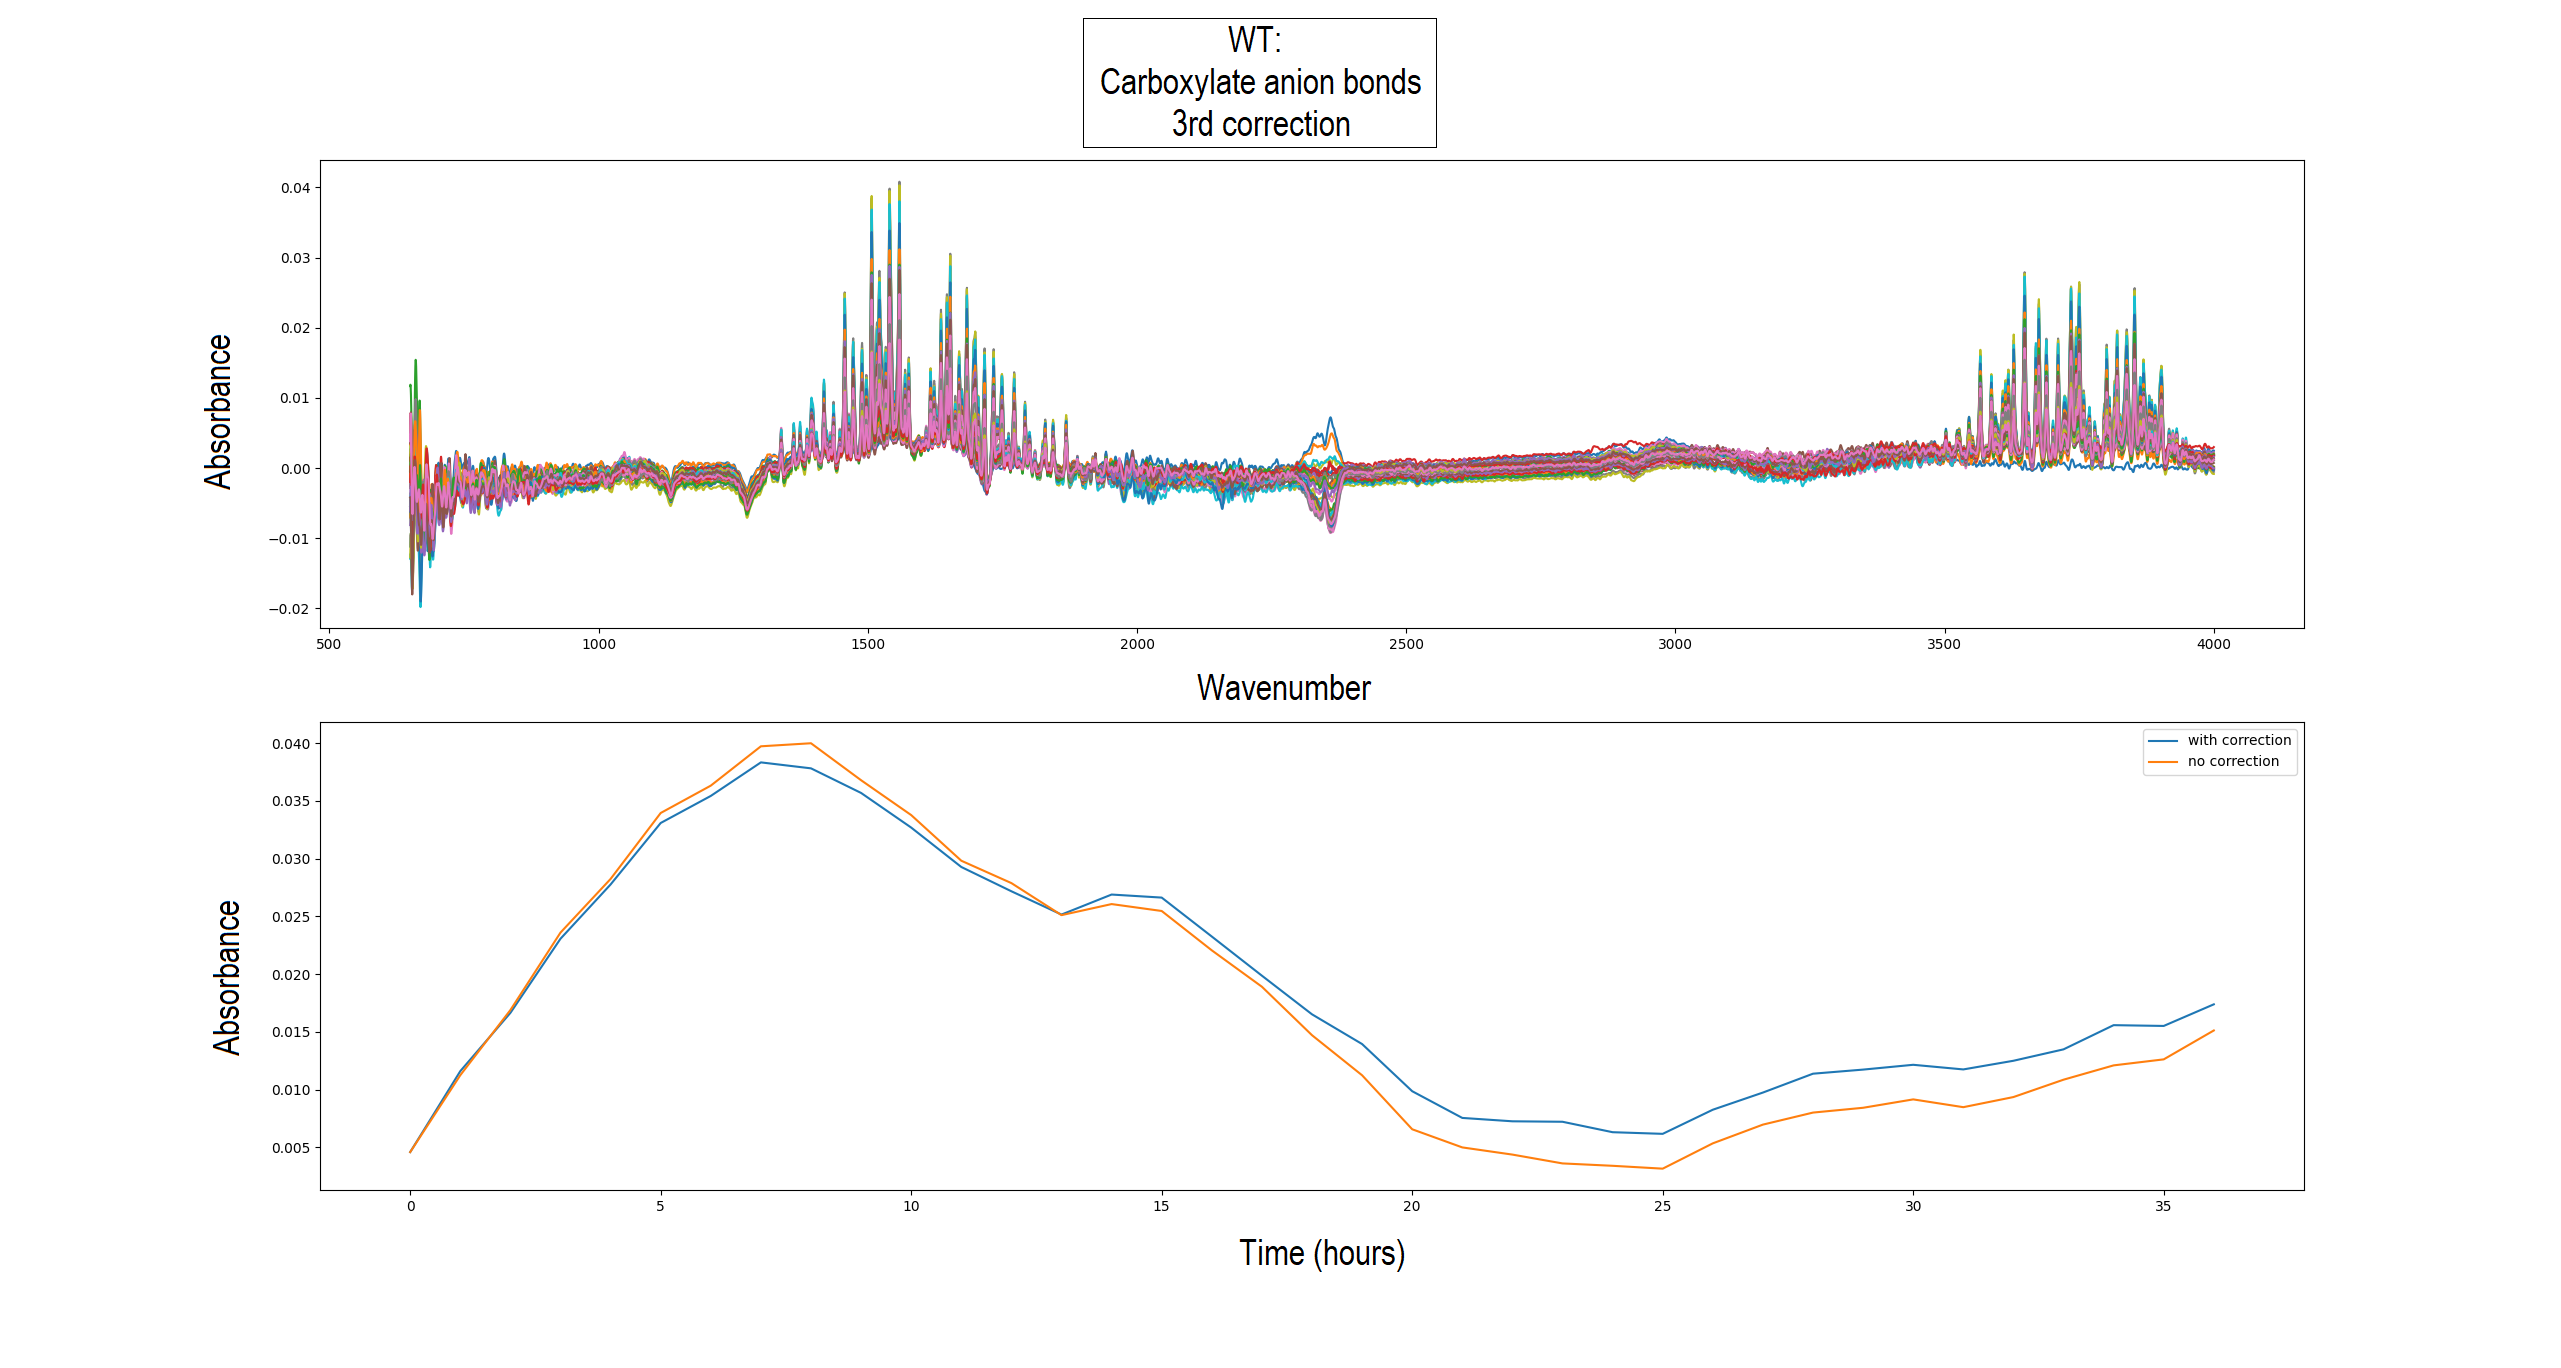 WT:
Carboxylate anion bonds
3rd correction
0.04
0.03
0.02
0.01
0.00
−0.01
−0.02
Absorbance
500 1000 1500 2000 2500 3000 3500 4000
Wavenumber
with correction
no correction
0.040
0.035
0.030
0.025
0.020
0.015
0.010
0.005
Absorbance
0 5 10 15 20 25 30 35
Time (hours)